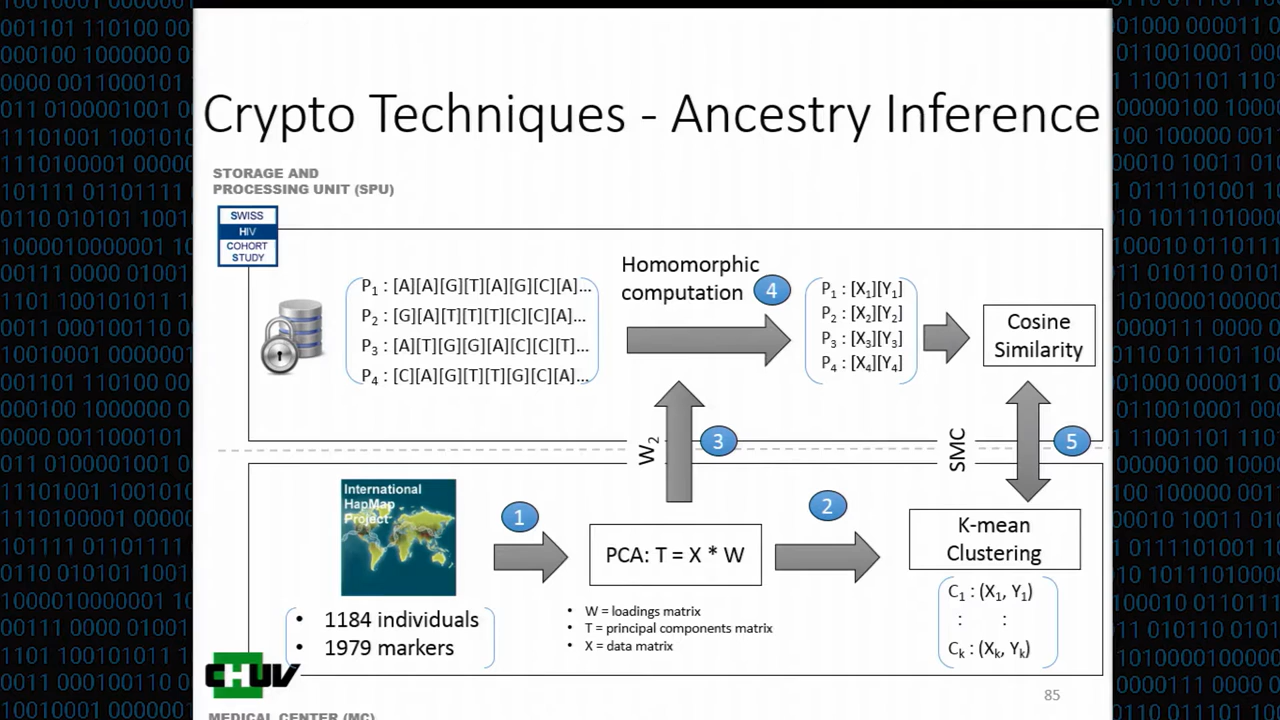 Crypto Techniques - Ancestry Inference
STORAGE AND
PROCESSING UNIT (SPU)
SWISS
HIV
COHORT
STUDY
P1 : [A][A][G][T][A][G][C][A]...
P2 : [G][A][T][T][T][C][C][A]...
P3 : [A][T][G][G][A][C][C][T]...
P4 : [C][A][G][T][T][G][C][A]...
Homomorphic
computation
4
P1 : [X1][Y1]
P2 : [X2][Y2]
P3 : [X3][Y3]
P4 : [X4][Y4]
Cosine
Similarity
W2
3
SMC
5
International
HapMap
Project
1
PCA: T = X * W
2
K-mean
Clustering
1184 individuals
1979 markers
• W = loadings matrix
• T = principal components matrix
• X = data matrix
C1 : (X1, Y1)
: :
Ck : (Xk, Yk)
CHUV
85
MEDICAL CENTER (MC)